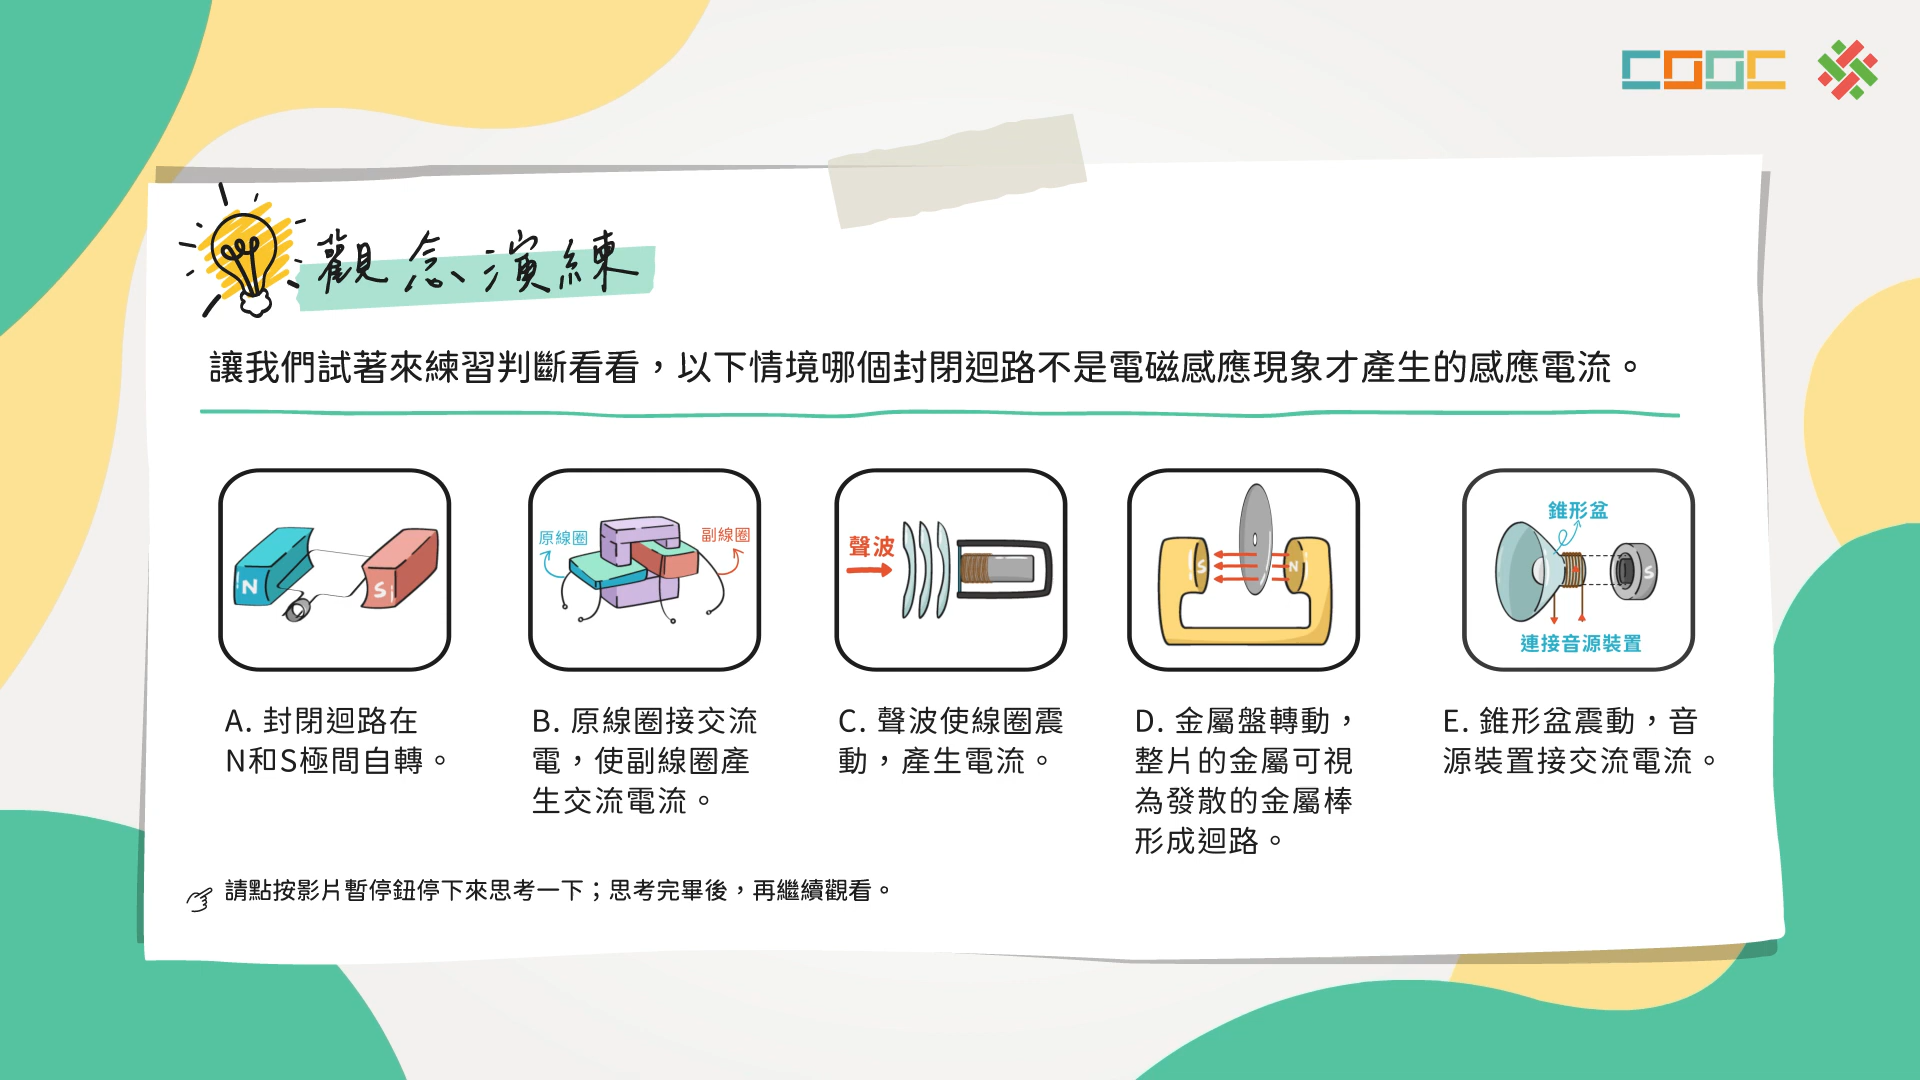 COOC
觀念演練
讓我們試著來練習判斷看看，以下情境哪個封閉迴路不是電磁感應現象才產生的感應電流。
N
S
原線圈
副線圈
聲波
S
N
錐形盆
S
連接音源裝置
A. 封閉迴路在
N和S極間自轉。
B. 原線圈接交流
電，使副線圈產
生交流電流。
C. 聲波使線圈震
動，產生電流。
D. 金屬盤轉動，
整片的金屬可視
為發散的金屬棒
形成迴路。
E. 錐形盆震動，音
源裝置接交流電流。
請點按影片暫停鈕停下來思考一下；思考完畢後，再繼續觀看。